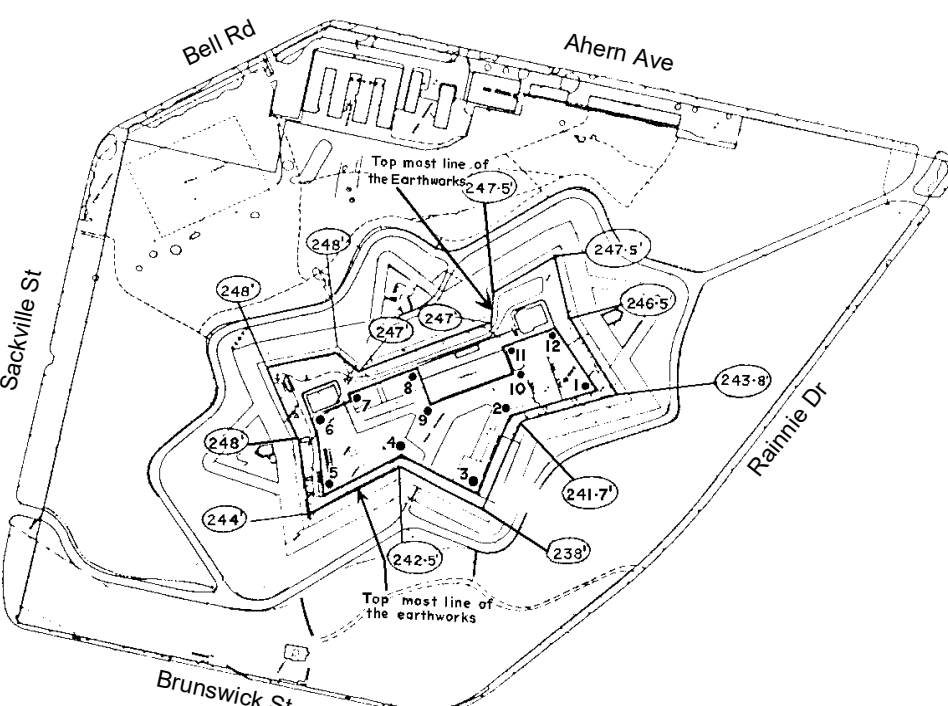 Bell Rd
Ahern Ave
Top most line of
the Earthworks
247·5'
248'
247·5'
248'
247'
247'
246·5
12
11
10
1
8
7
9
2
243·8'
Sackville St
6
248'
4
5
3
Rainnie Dr
241·7'
244'
238'
242·5'
Top most line of
the earthworks
Brunswick St